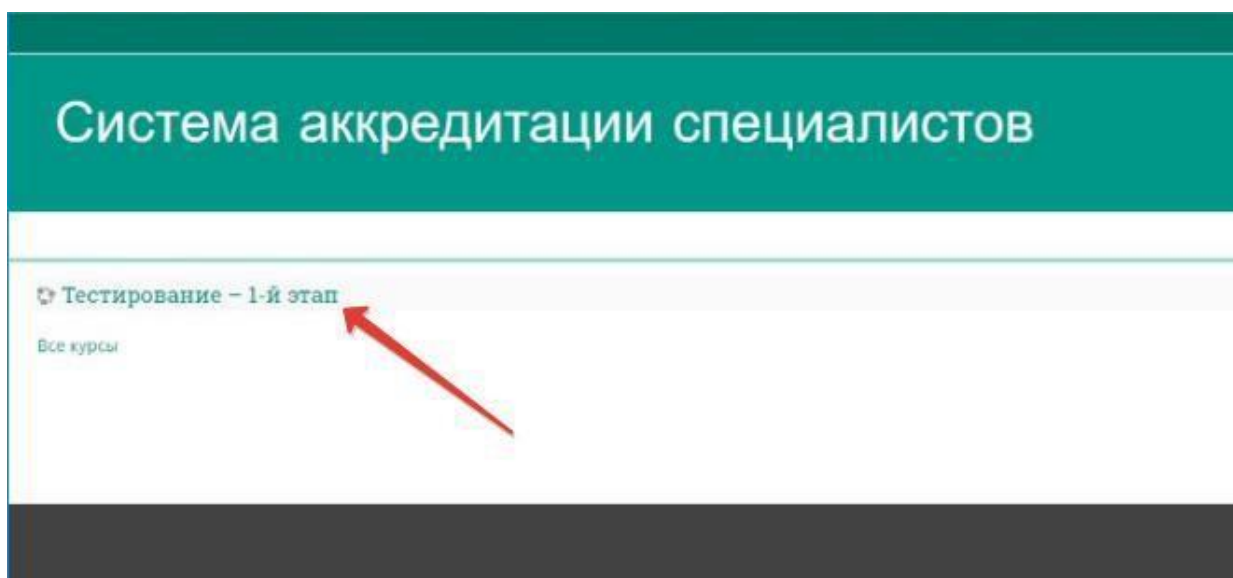 Система аккредитации специалистов
Тестирование – 1-й этап
Все курсы